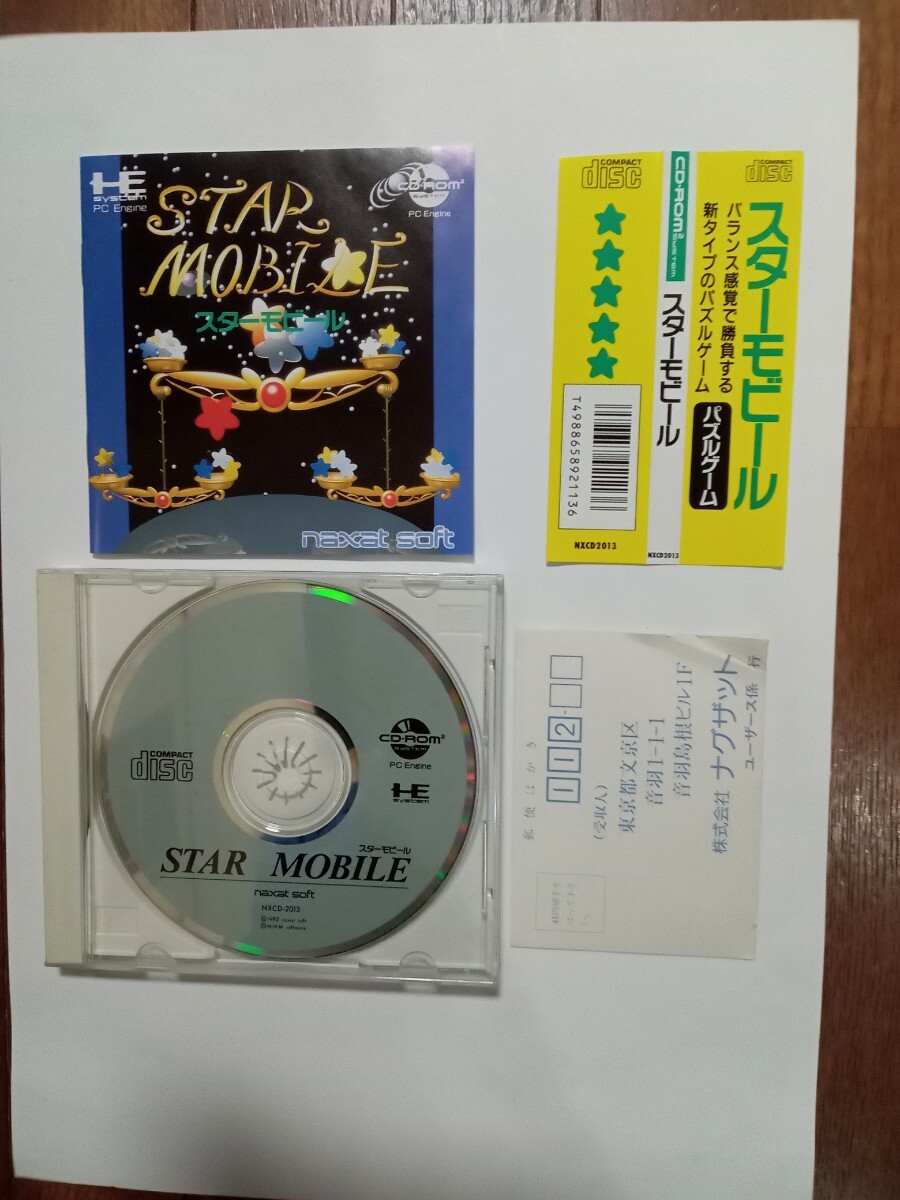 HE
system
PC Engine
CD-ROM²
SYSTEM
PC Engine
STAR
MOBILE
スターモビール
naxat soft
COMPACT
disc
T4988658921136
NXCD2013
CD-ROM²
SYSTEM
スターモビール
NXCD2013
COMPACT
disc
スターモビール
バランス感覚で勝負する
新タイプのパズルゲーム
パズルゲーム
COMPACT
disc
CD-ROM²
SYSTEM
PC Engine
HE
system
スターモビール
STAR MOBILE
naxat soft
NXCD-2013
©1992 naxat soft
郵便はがき
112-
(受取人)
東京都文京区
音羽1-1-1
音羽島根ビル1F
株式会社 ナグザット
ユーザース係 行